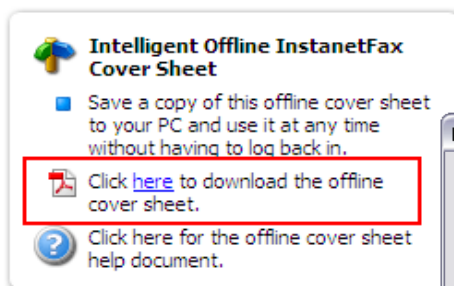 Intelligent Offline InstanetFax
Cover Sheet
Save a copy of this offline cover sheet
to your PC and use it at any time
without having to log back in.
Click here to download the offline
cover sheet.
Click here for the offline cover sheet
help document.